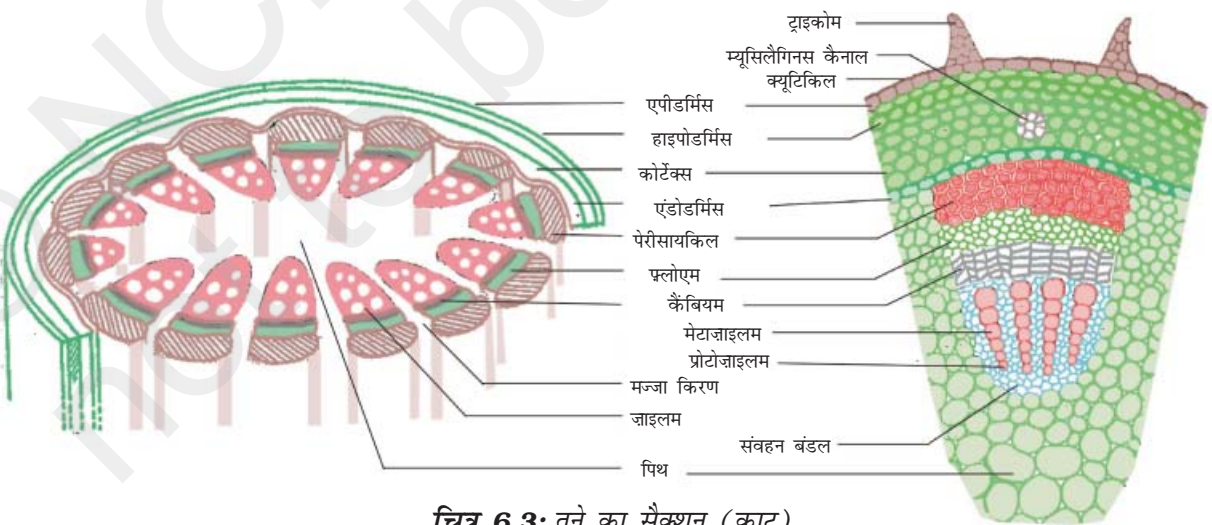 ट्राइकोम
म्यूसिलैगिनस कैनाल
क्यूटिकिल
एपीडर्मिस
हाइपोडर्मिस
कोर्टेक्स
एंडोडर्मिस
पेरीसायकिल
फ़्लोएम
कैंबियम
मेटाज़ाइलम
प्रोटोज़ाइलम
मज्जा किरण
ज़ाइलम
संवहन बंडल
पिथ
चित्र 6.3: तने का सैक्शन (काट)